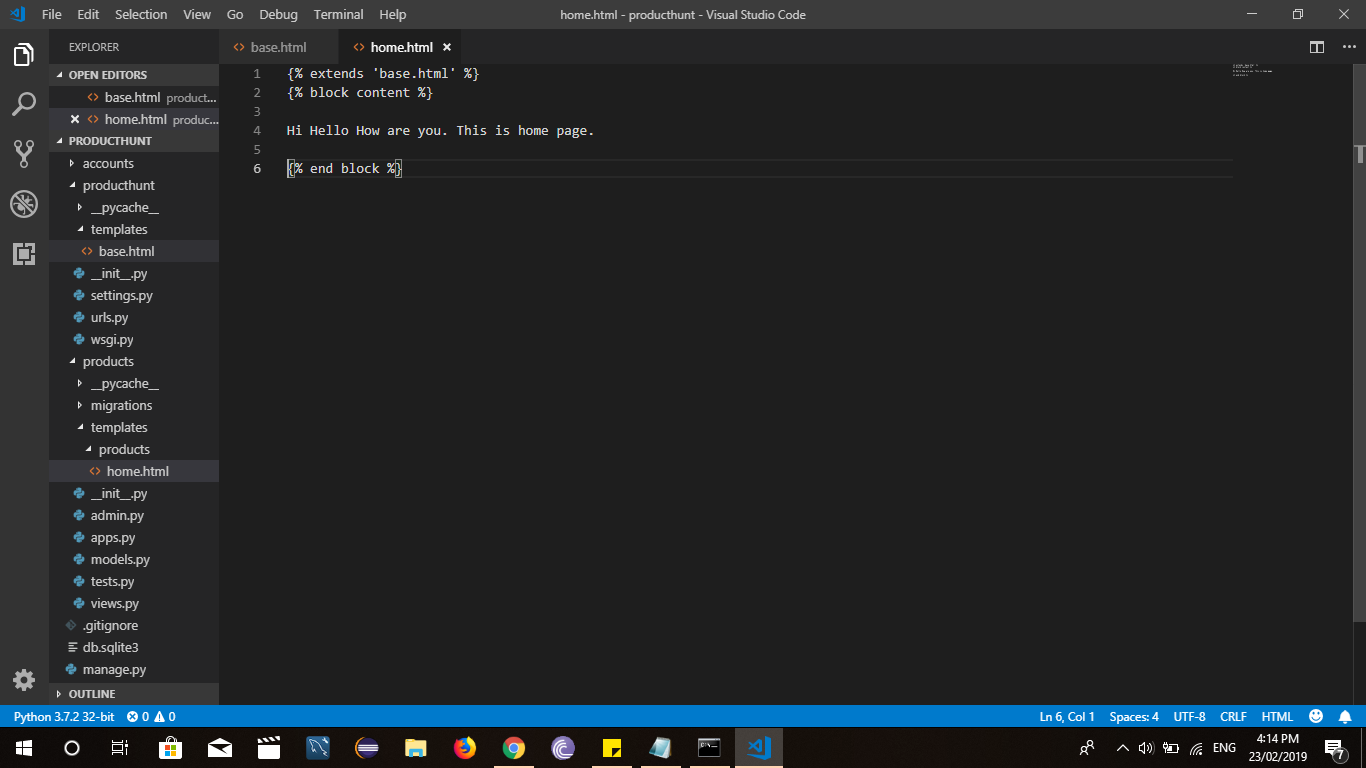 File Edit Selection View Go Debug Terminal Help
home.html - producthunt - Visual Studio Code
EXPLORER
OPEN EDITORS
base.html product...
home.html produc...
PRODUCTHUNT
accounts
producthunt
__pycache__
templates
base.html
__init__.py
settings.py
urls.py
wsgi.py
products
__pycache__
migrations
templates
products
home.html
__init__.py
admin.py
apps.py
models.py
tests.py
views.py
.gitignore
db.sqlite3
manage.py
OUTLINE
base.html
home.html
1 {% extends 'base.html' %}
2 {% block content %}
3
4 Hi Hello How are you. This is home page.
5
6 {% end block %}
Python 3.7.2 32-bit 0 0
Ln 6, Col 1 Spaces: 4 UTF-8 CRLF HTML
ENG
4:14 PM
23/02/2019
7